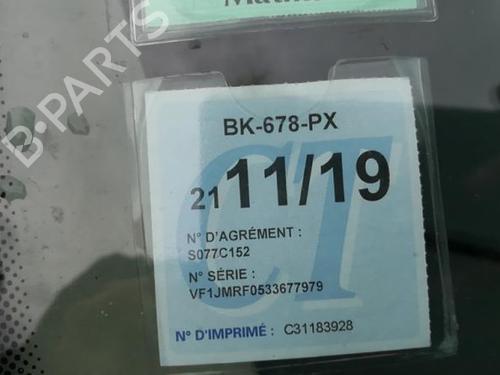 B-PARTS
BK-678-PX
21 11/19
CT
N° D'AGRÉMENT :
S077C152
N° SÉRIE :
VF1JMRF0533677979
N° D'IMPRIMÉ : C31183928